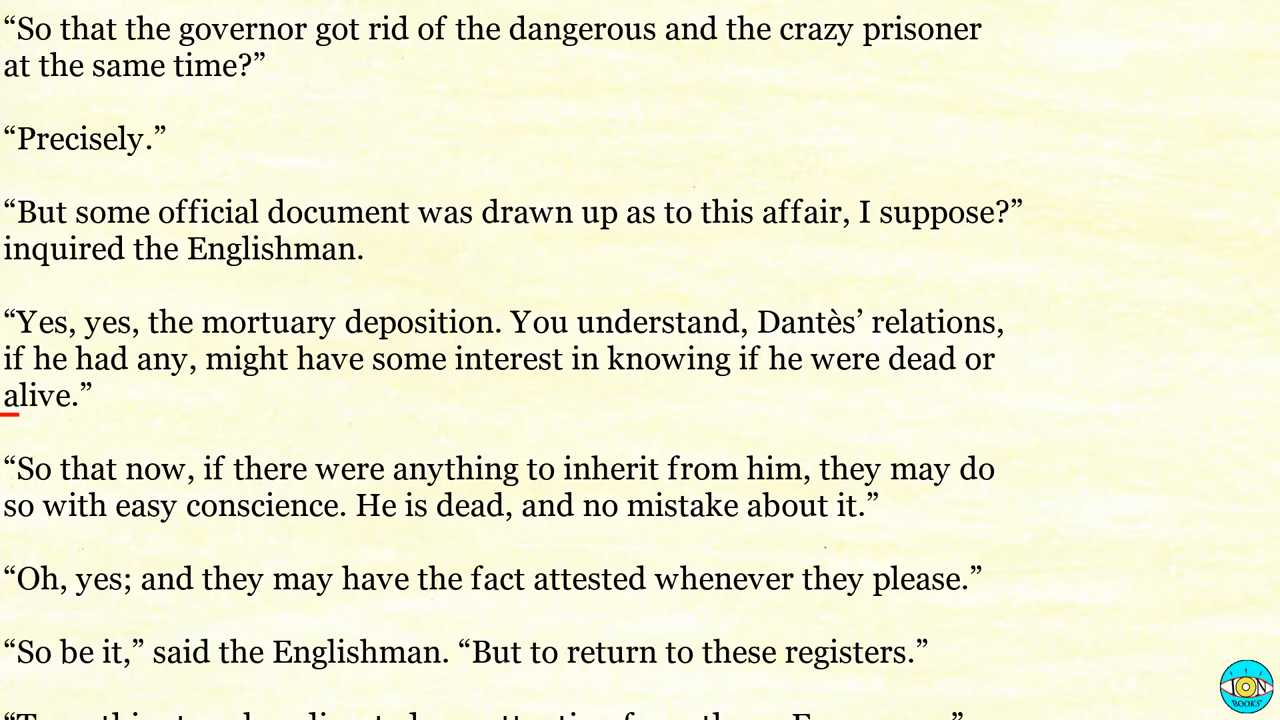 “So that the governor got rid of the dangerous and the crazy prisoner
at the same time?”
“Precisely.”
“But some official document was drawn up as to this affair, I suppose?”
inquired the Englishman.
“Yes, yes, the mortuary deposition. You understand, Dantès’ relations,
if he had any, might have some interest in knowing if he were dead or
alive.”
“So that now, if there were anything to inherit from him, they may do
so with easy conscience. He is dead, and no mistake about it.”
“Oh, yes; and they may have the fact attested whenever they please.”
“So be it,” said the Englishman. “But to return to these registers.”
ION
BOOKS